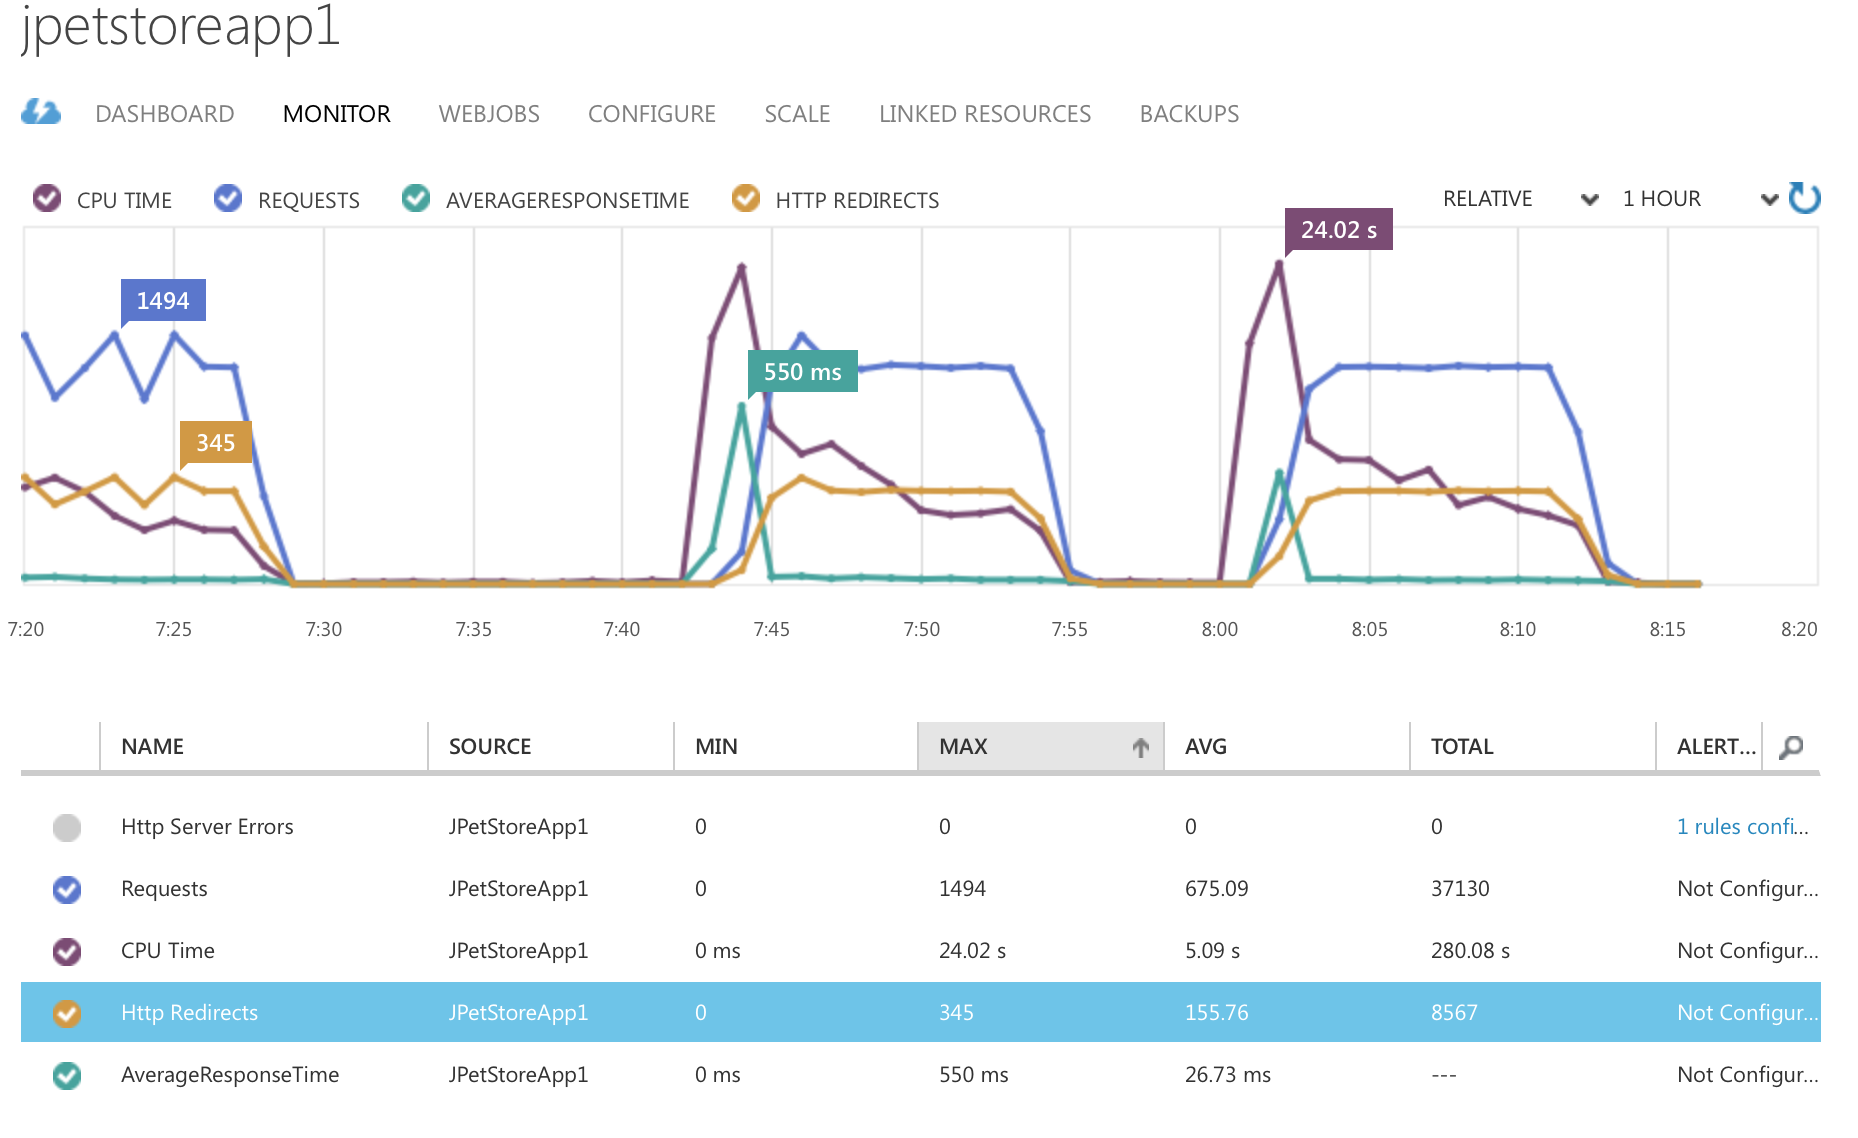 jpetstoreapp1
DASHBOARD MONITOR WEBJOBS CONFIGURE SCALE LINKED RESOURCES BACKUPS
CPU TIME REQUESTS AVERAGERESPONSETIME HTTP REDIRECTS RELATIVE 1 HOUR
24.02 s
1494
550 ms
345
7:20 7:25 7:30 7:35 7:40 7:45 7:50 7:55 8:00 8:05 8:10 8:15 8:20
NAME SOURCE MIN MAX AVG TOTAL ALERT...
Http Server Errors JPetStoreApp1 0 0 0 0 1 rules confi...
Requests JPetStoreApp1 0 1494 675.09 37130 Not Configur...
CPU Time JPetStoreApp1 0 ms 24.02 s 5.09 s 280.08 s Not Configur...
Http Redirects JPetStoreApp1 0 345 155.76 8567 Not Configur...
AverageResponseTime JPetStoreApp1 0 ms 550 ms 26.73 ms --- Not Configur...